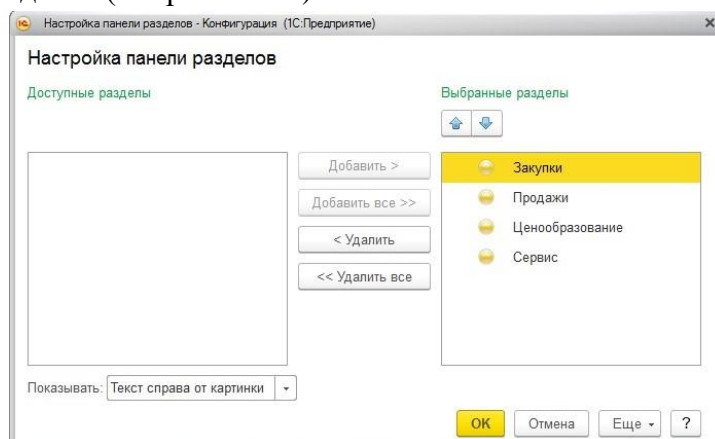 Настройка панели разделов - Конфигурация (1С:Предприятие)
Настройка панели разделов
Доступные разделы
Выбранные разделы
Добавить >
Добавить все >>
< Удалить
<< Удалить все
Закупки
Продажи
Ценообразование
Сервис
Показывать: Текст справа от картинки
OK
Отмена
Еще
?